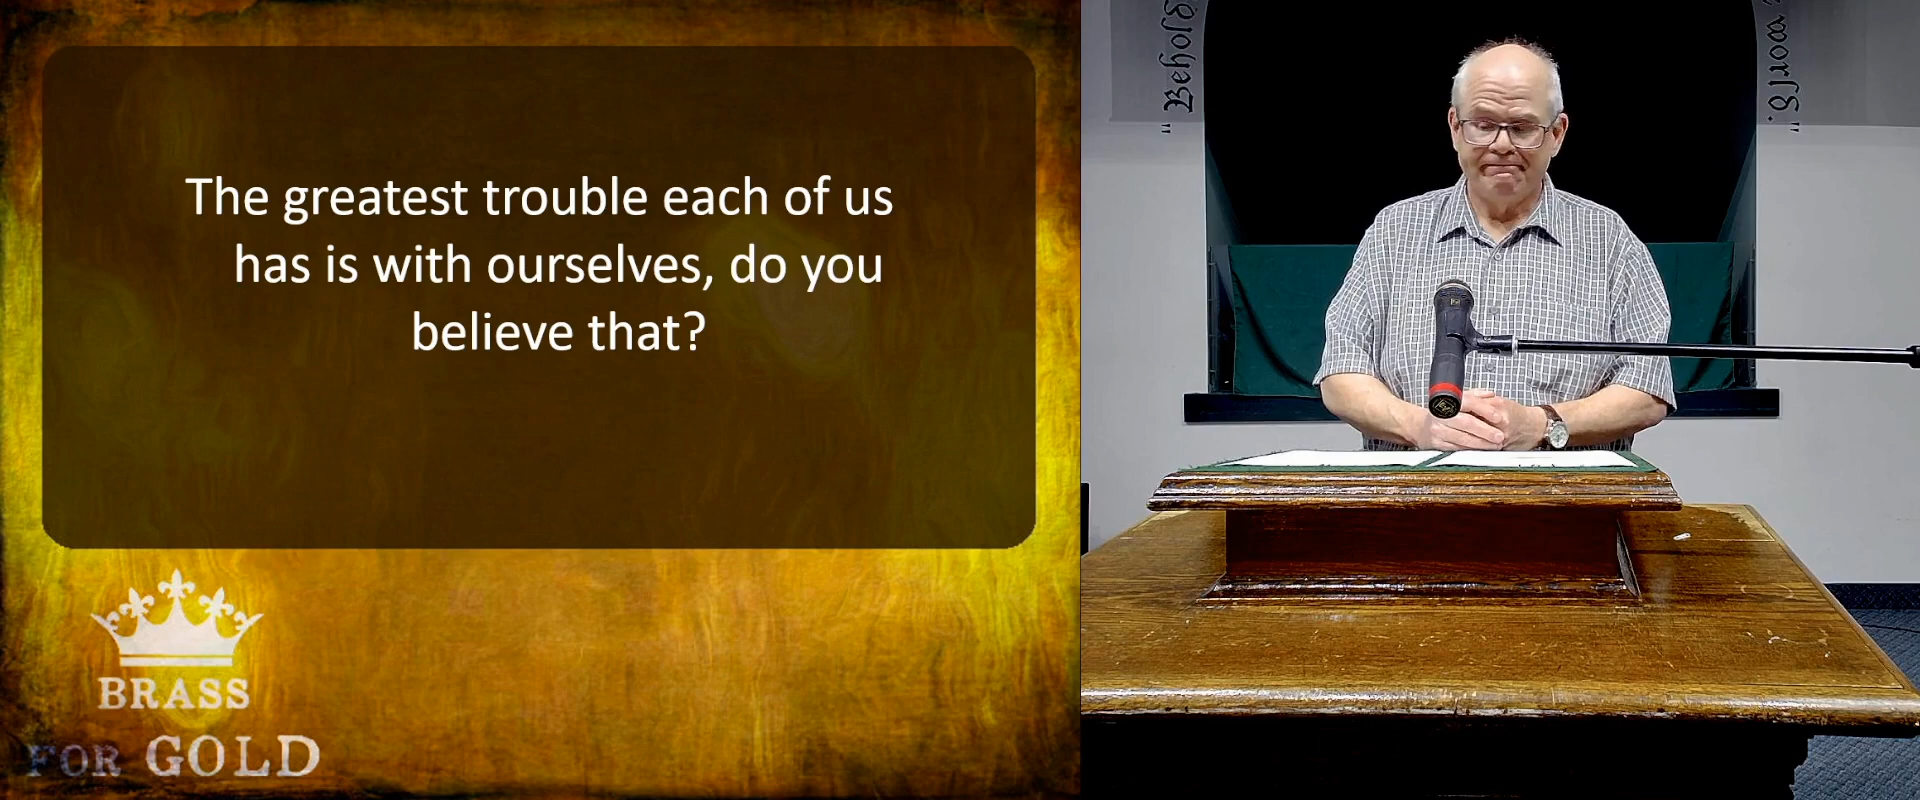 The greatest trouble each of us
has is with ourselves, do you
believe that?
BRASS
FOR GOLD
"Behold
world."